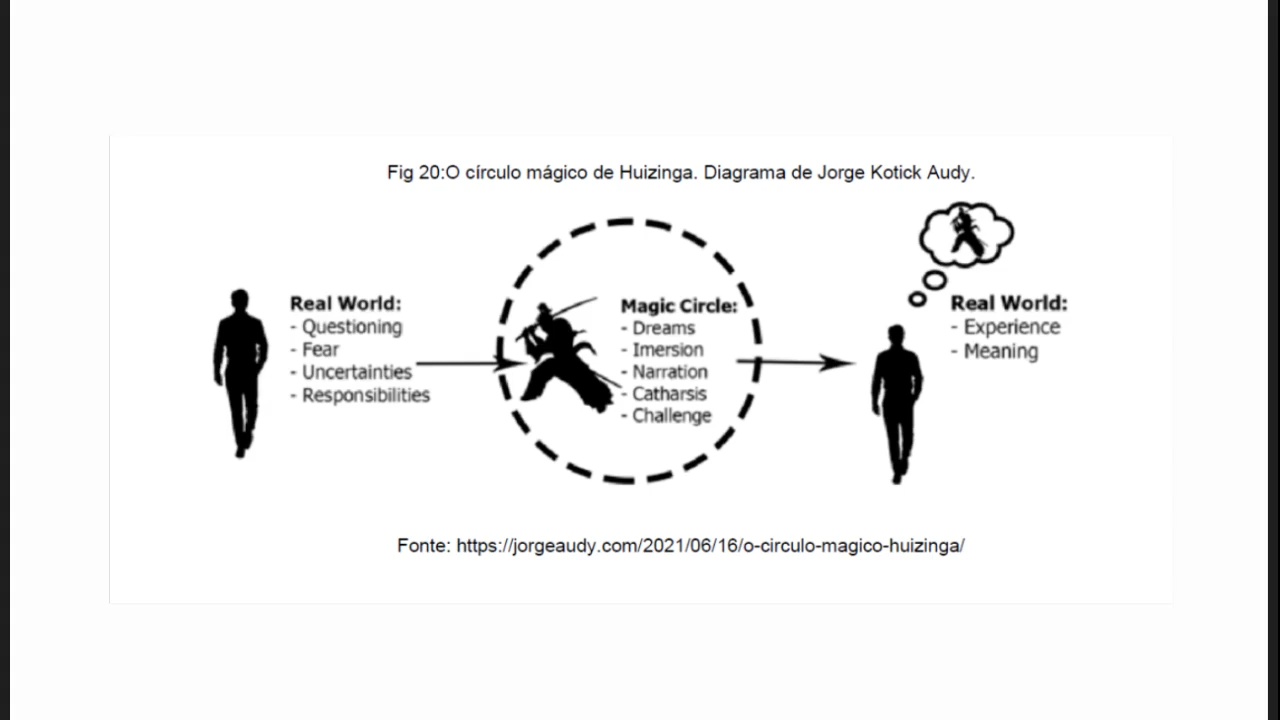 Fig 20:O círculo mágico de Huizinga. Diagrama de Jorge Kotick Audy.
Real World:
- Questioning
- Fear
- Uncertainties
- Responsibilities
Magic Circle:
- Dreams
- Imersion
- Narration
- Catharsis
- Challenge
Real World:
- Experience
- Meaning
Fonte: https://jorgeaudy.com/2021/06/16/o-circulo-magico-huizinga/